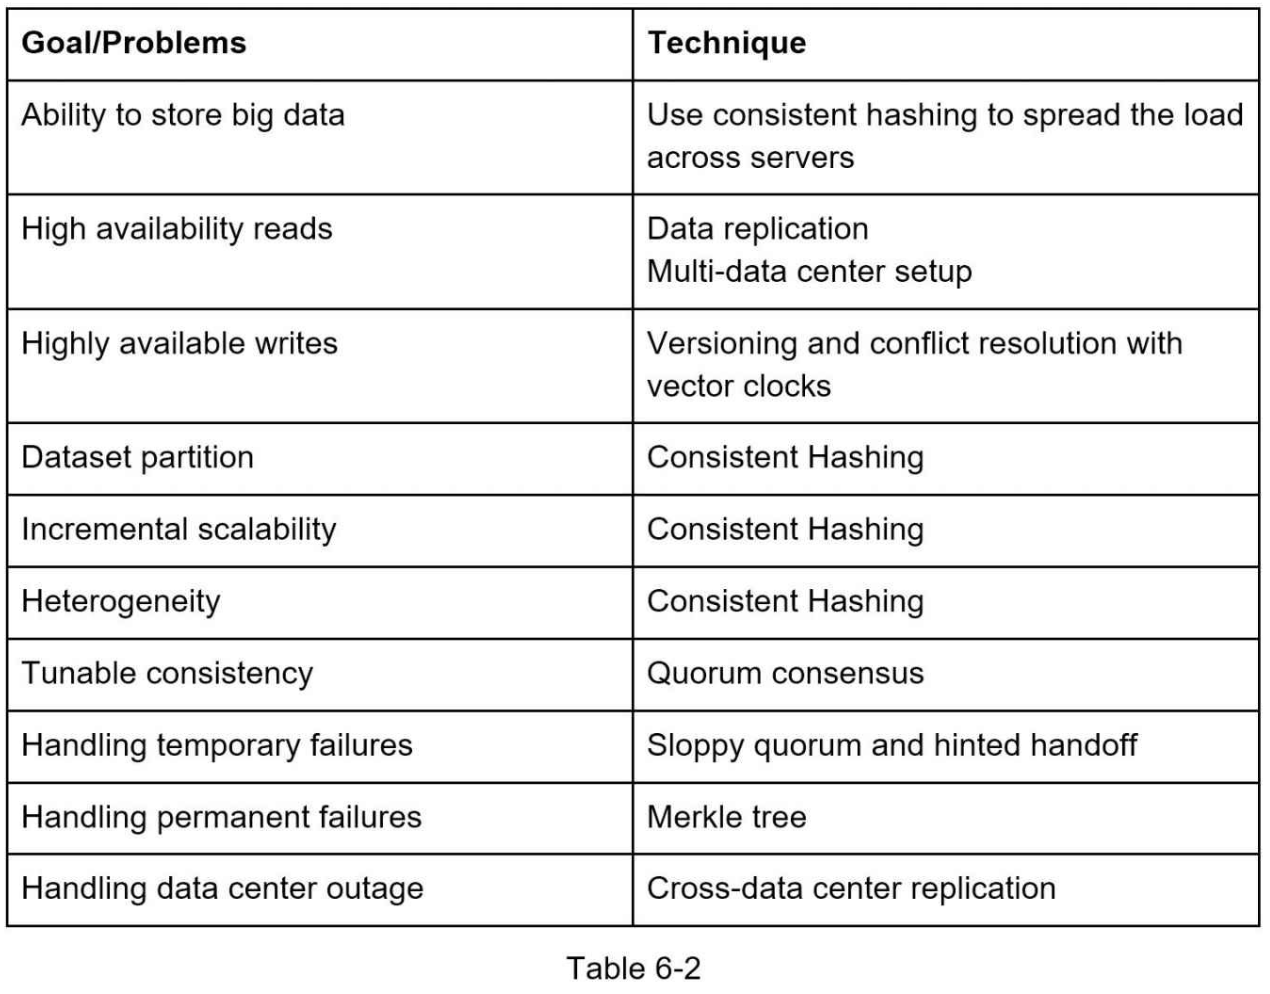 Goal/Problems Technique
Ability to store big data Use consistent hashing to spread the load
across servers
High availability reads Data replication
Multi-data center setup
Highly available writes Versioning and conflict resolution with
vector clocks
Dataset partition Consistent Hashing
Incremental scalability Consistent Hashing
Heterogeneity Consistent Hashing
Tunable consistency Quorum consensus
Handling temporary failures Sloppy quorum and hinted handoff
Handling permanent failures Merkle tree
Handling data center outage Cross-data center replication
Table 6-2